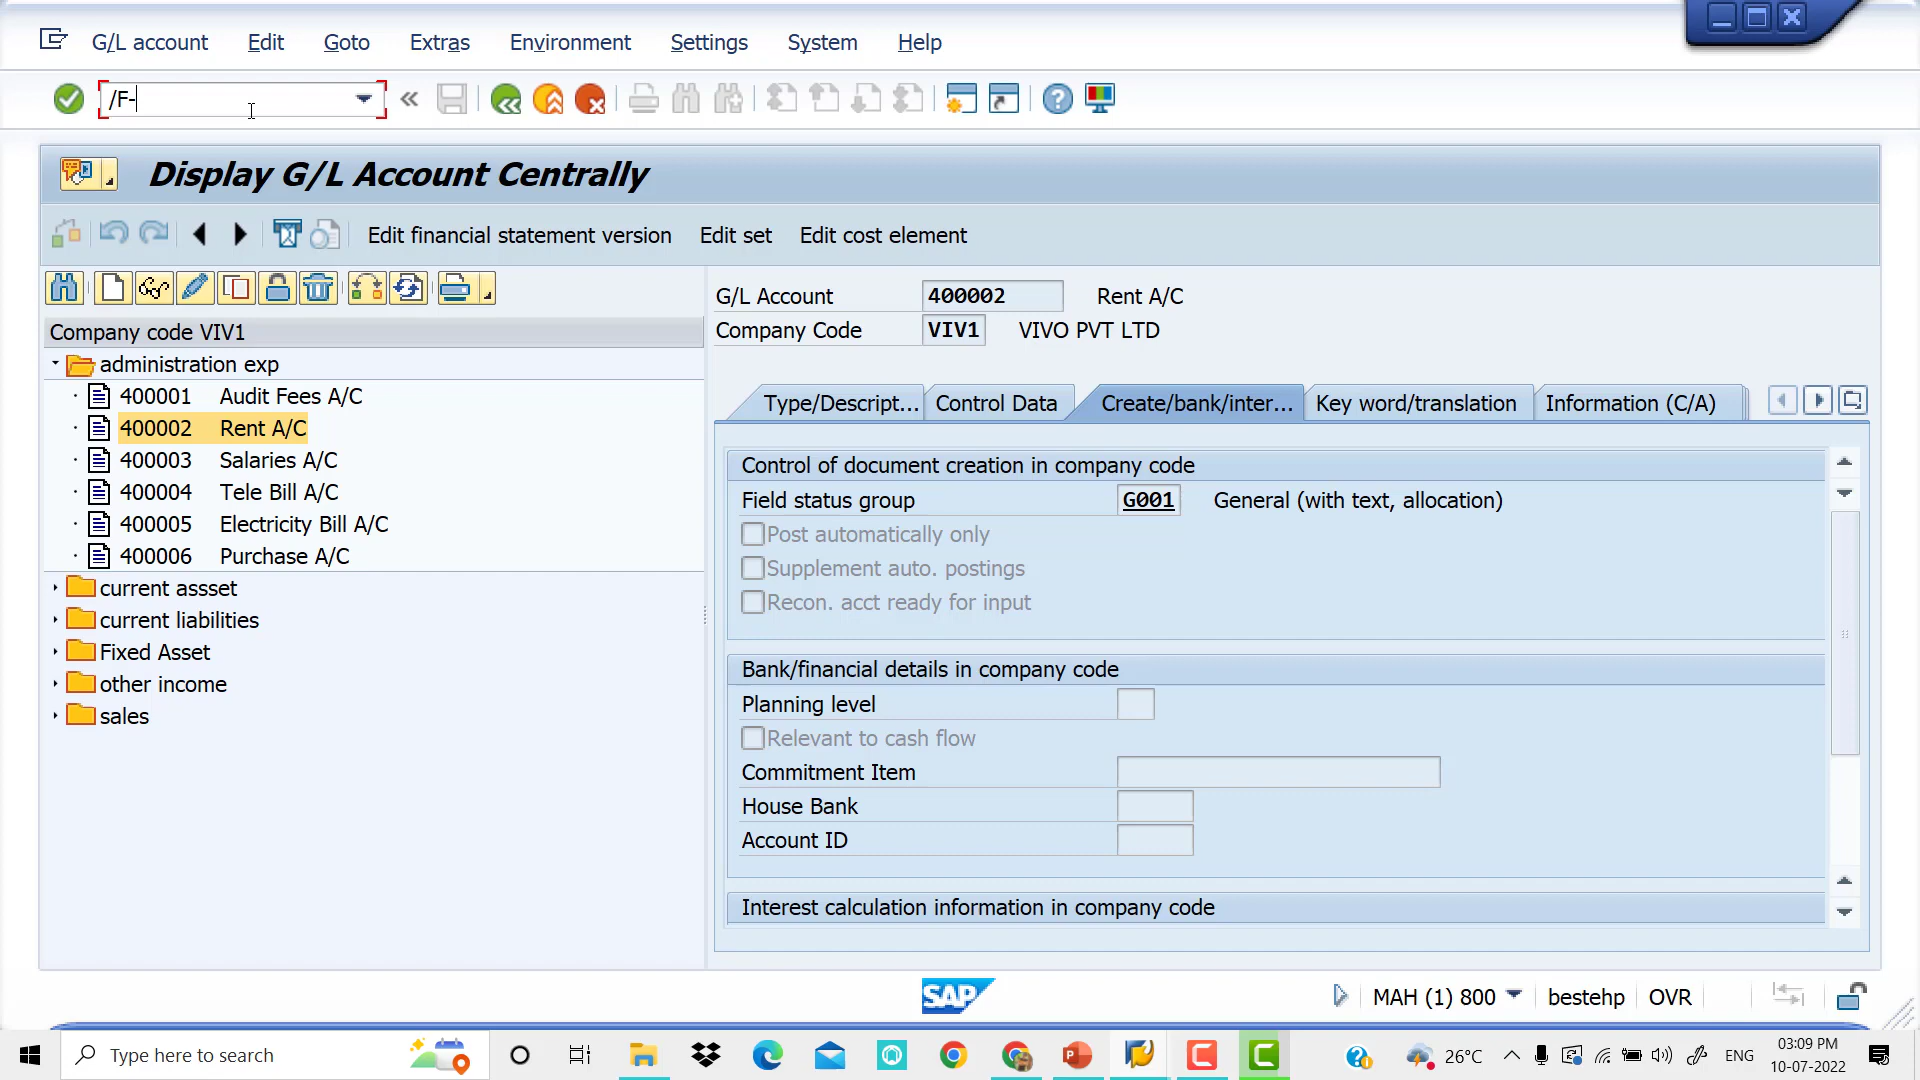 G/L account Edit Goto Extras Environment Settings System Help
/F-
Display G/L Account Centrally
Edit financial statement version Edit set Edit cost element
Company code VIV1
administration exp
400001 Audit Fees A/C
400002 Rent A/C
400003 Salaries A/C
400004 Tele Bill A/C
400005 Electricity Bill A/C
400006 Purchase A/C
current assset
current liabilities
Fixed Asset
other income
sales
G/L Account 400002 Rent A/C
Company Code VIV1 VIVO PVT LTD
Type/Descript... Control Data Create/bank/inter... Key word/translation Information (C/A)
Control of document creation in company code
Field status group G001 General (with text, allocation)
Post automatically only
Supplement auto. postings
Recon. acct ready for input
Bank/financial details in company code
Planning level
Relevant to cash flow
Commitment Item
House Bank
Account ID
Interest calculation information in company code
SAP
MAH (1) 800 bestehp OVR
Type here to search
26°C ENG
03:09 PM
10-07-2022